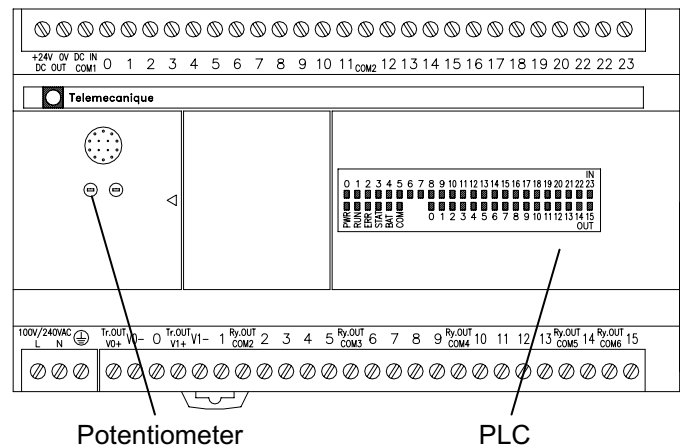 +24V 0V DC IN 0 1 2 3 4 5 6 7 8 9 10 11 COM2 12 13 14 15 16 17 18 19 20 22 22 23
DC OUT COM1
Telemecanique
IN
0 1 2 3 4 5 6 7 8 9 10 11 12 13 14 15 16 17 18 19 20 21 22 23
PWR RUN ERR STAT BAT COM 0 1 2 3 4 5 6 7 8 9 10 11 12 13 14 15
OUT
100V/240VAC Tr.OUT V0- 0 Tr.OUT V1- 1 Ry.OUT 2 3 4 5 Ry.OUT 6 7 8 9 Ry.OUT 10 11 12 13 Ry.OUT 14 Ry.OUT 15
L N V0+ V1+ COM2 COM3 COM4 COM5 COM6
Potentiometer PLC